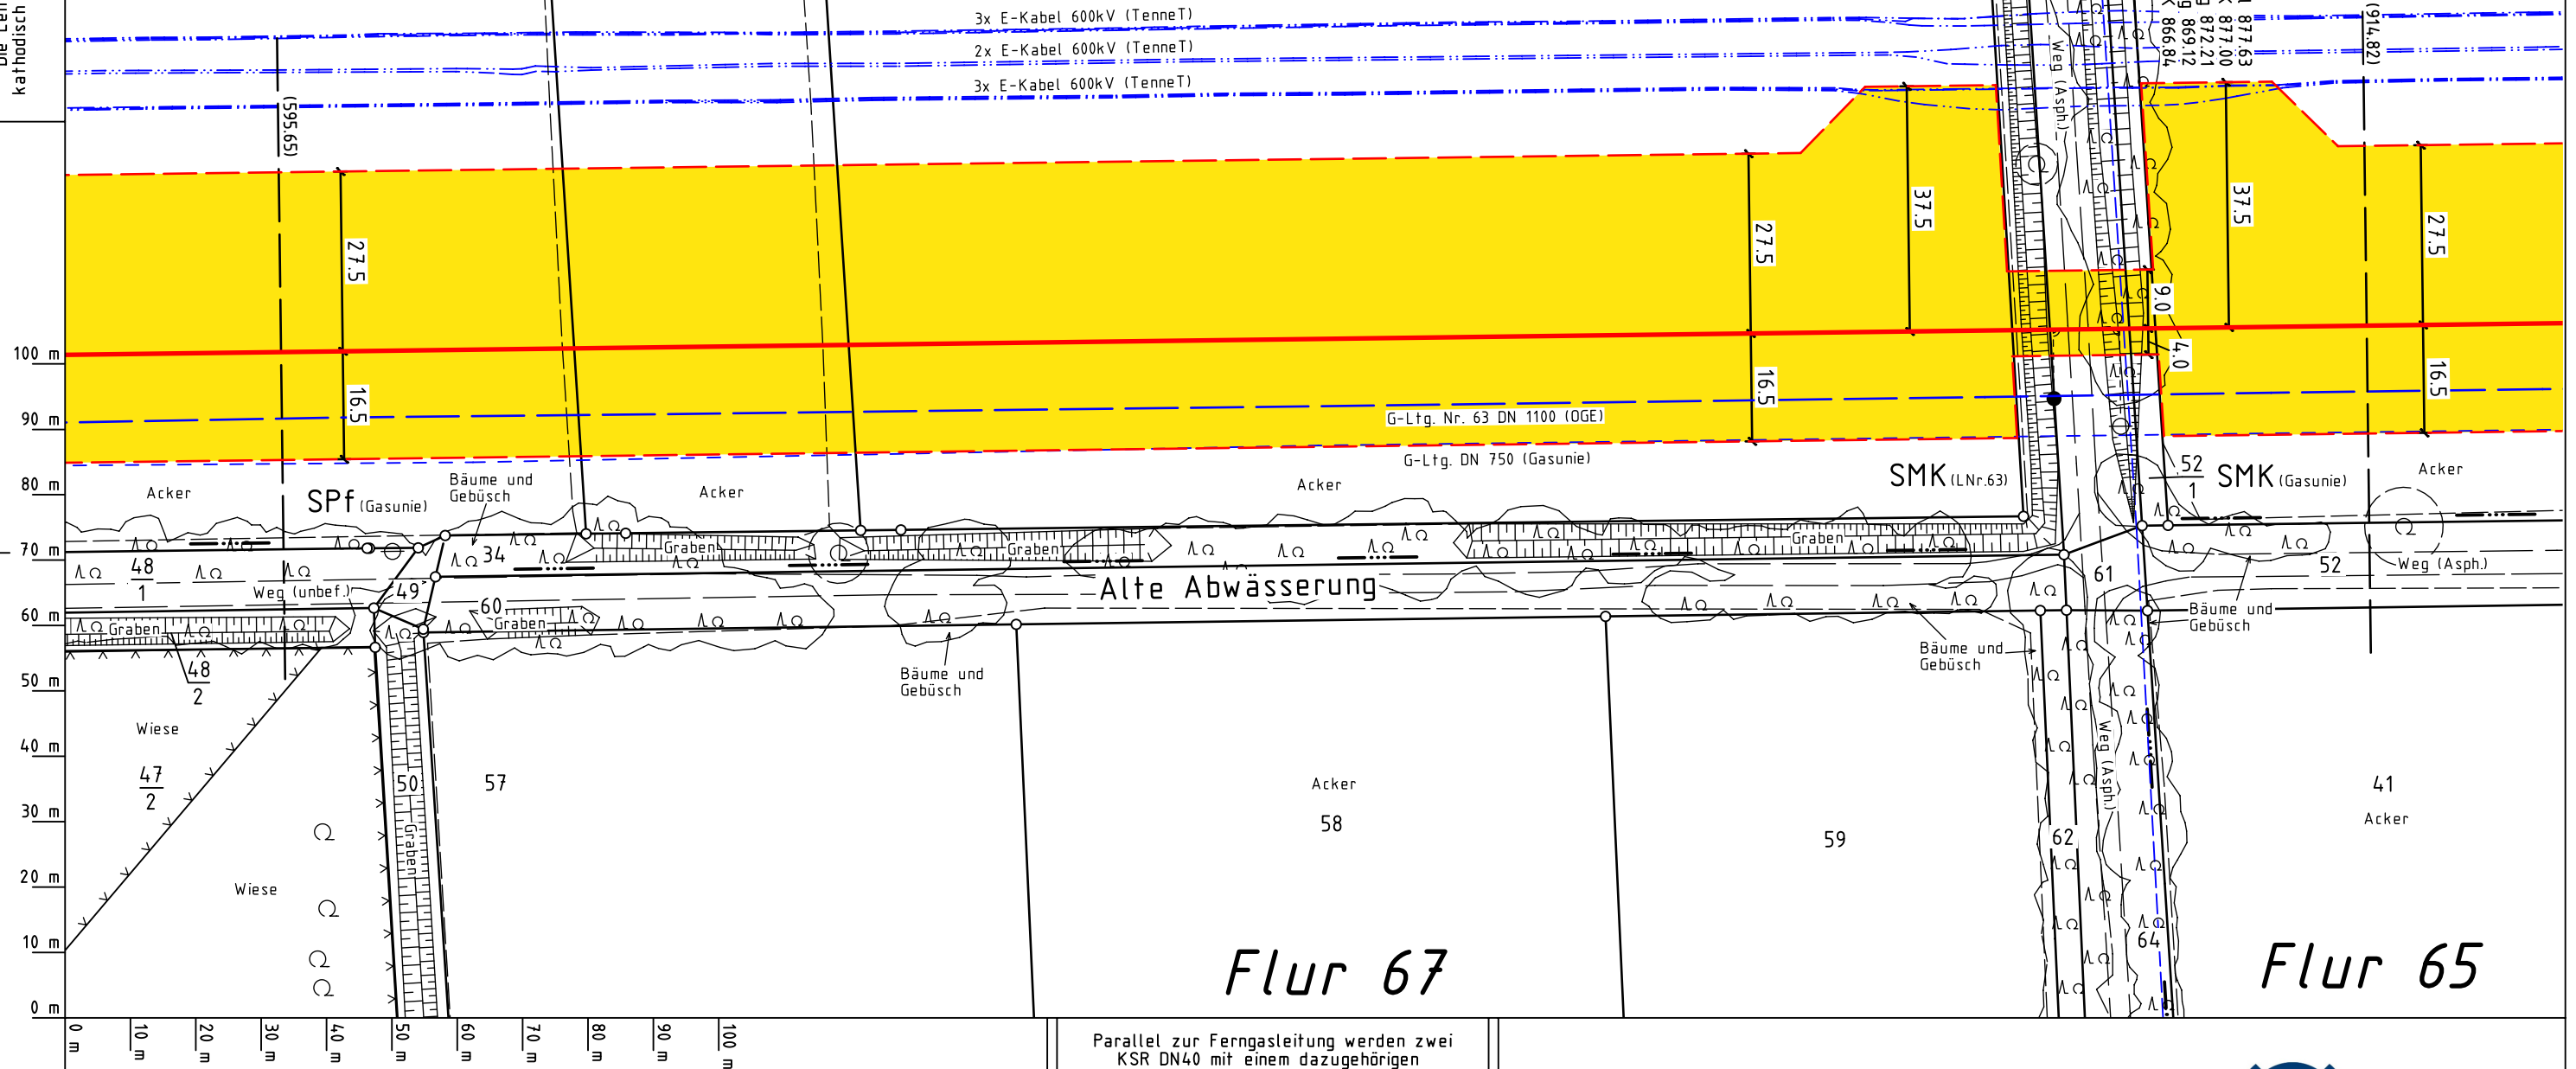 Die Len
kathodisch
3x E-Kabel 600kV (TenneT)
2x E-Kabel 600kV (TenneT)
3x E-Kabel 600kV (TenneT)
(595.65)
Weg (Asph.)
866.84
869.12
872.21
877.00
877.63
(914.82)
27.5
16.5
27.5
16.5
37.5
9.0
4.0
37.5
27.5
16.5
G-Ltg. Nr. 63 DN 1100 (OGE)
G-Ltg. DN 750 (Gasunie)
100 m
90 m
80 m
70 m
60 m
50 m
40 m
30 m
20 m
10 m
0 m
Acker
SPf (Gasunie)
Bäume und
Gebüsch
Acker
Acker
SMK (LNr.63)
52
1
SMK (Gasunie)
Acker
34
Graben
Graben
Graben
48
1
Weg (unbef.)
49
Alte Abwässerung
61
52
Weg (Asph.)
60
Graben
Graben
Bäume und
Gebüsch
48
2
Bäume und
Gebüsch
Bäume und
Gebüsch
Wiese
47
2
50
Graben
57
Acker
58
59
62
Weg (Asph.)
41
Acker
Wiese
64
Flur 67
Flur 65
0 m
10 m
20 m
30 m
40 m
50 m
60 m
70 m
80 m
90 m
100 m
Parallel zur Ferngasleitung werden zwei
KSR DN40 mit einem dazugehörigen